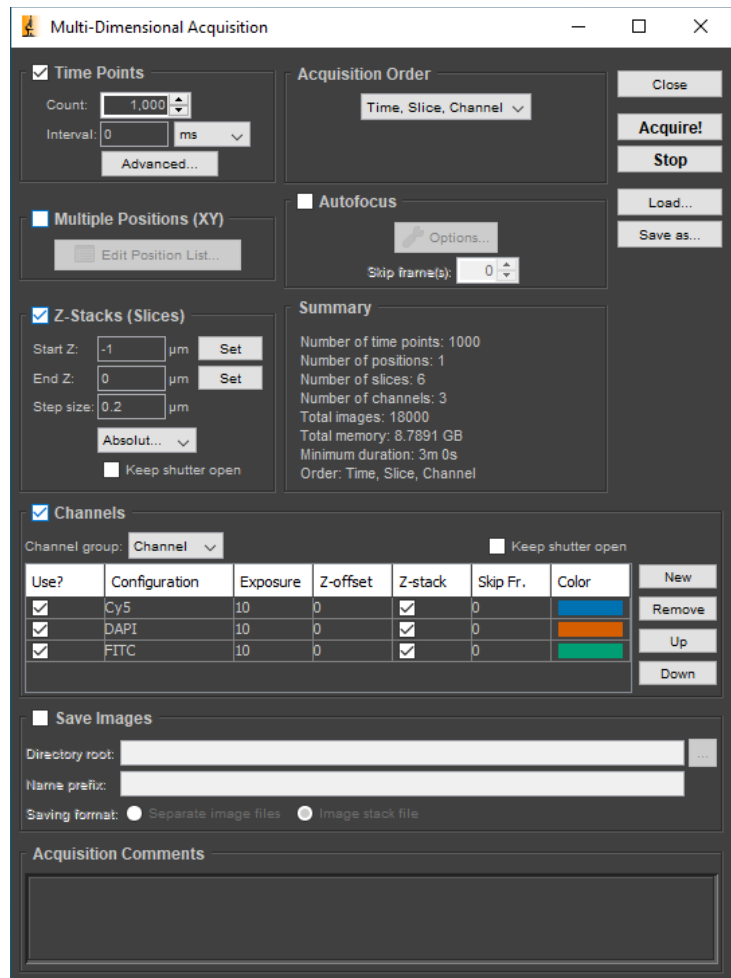 Multi-Dimensional Acquisition
Time Points
Count: 1,000
Interval: 0 ms
Advanced...
Acquisition Order
Time, Slice, Channel
Close
Acquire!
Stop
Load...
Save as...
Multiple Positions (XY)
Edit Position List...
Autofocus
Options...
Skip frame(s): 0
Z-Stacks (Slices)
Start Z: -1 µm Set
End Z: 0 µm Set
Step size: 0.2 µm
Absolut...
Keep shutter open
Summary
Number of time points: 1000
Number of positions: 1
Number of slices: 6
Number of channels: 3
Total images: 18000
Total memory: 8.7891 GB
Minimum duration: 3m 0s
Order: Time, Slice, Channel
Channels
Channel group: Channel
Keep shutter open
Use? Configuration Exposure Z-offset Z-stack Skip Fr. Color
Cy5 10 0 0
DAPI 10 0 0
FITC 10 0 0
New
Remove
Up
Down
Save Images
Directory root: ...
Name prefix:
Saving format: Separate image files Image stack file
Acquisition Comments